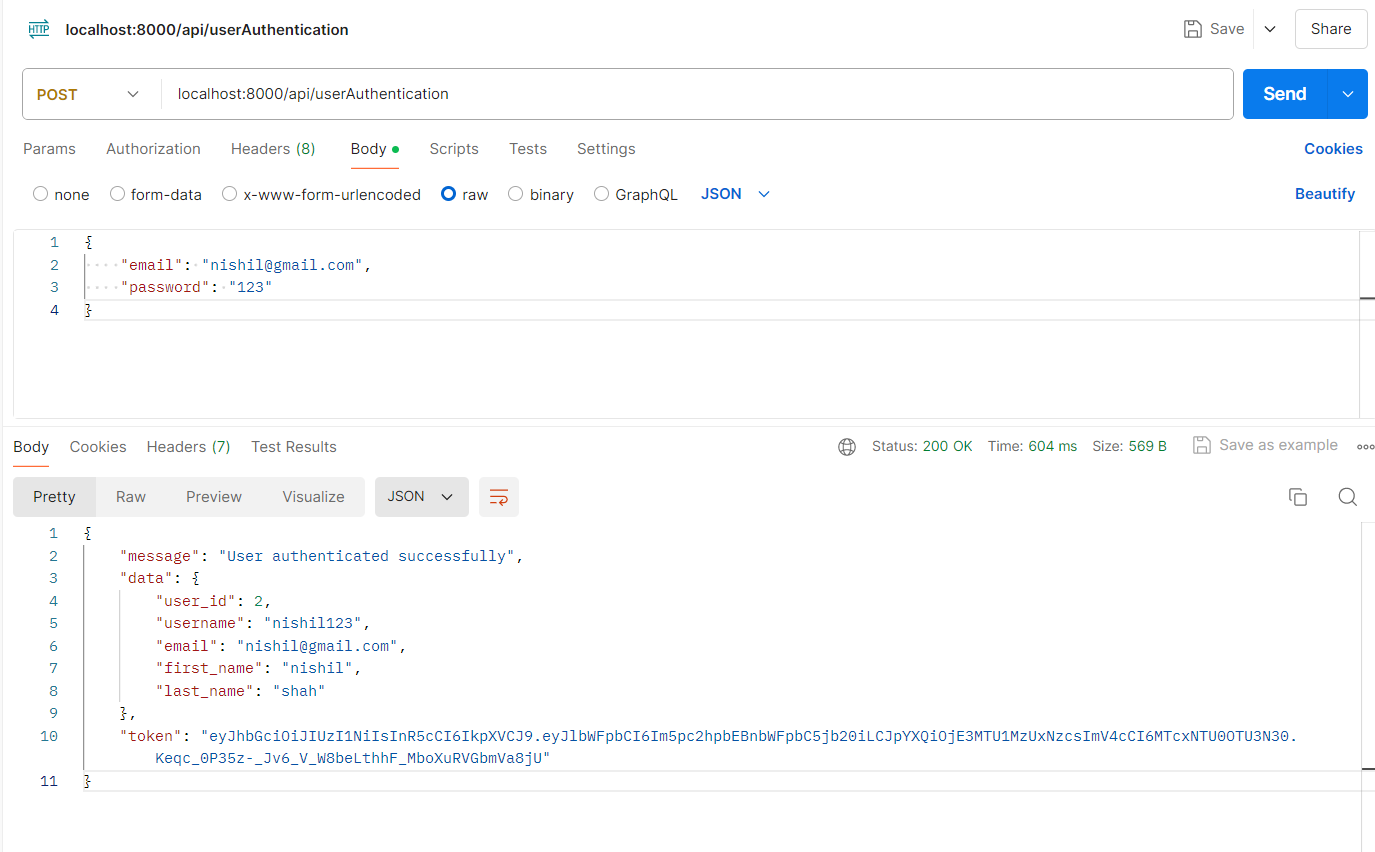 HTTP localhost:8000/api/userAuthentication Save Share
POST localhost:8000/api/userAuthentication Send
Params Authorization Headers (8) Body Scripts Tests Settings Cookies
none form-data x-www-form-urlencoded raw binary GraphQL JSON Beautify
1 {
2 "email": "nishil@gmail.com",
3 "password": "123"
4 }
Body Cookies Headers (7) Test Results Status: 200 OK Time: 604 ms Size: 569 B Save as example
Pretty Raw Preview Visualize JSON
1 {
2 "message": "User authenticated successfully",
3 "data": {
4 "user_id": 2,
5 "username": "nishil123",
6 "email": "nishil@gmail.com",
7 "first_name": "nishil",
8 "last_name": "shah"
9 },
10 "token": "eyJhbGciOiJIUzI1NiIsInR5cCI6IkpXVCJ9.eyJlbWFpbCI6Im5pc2hpbEBnbWFpbC5jb20iLCJpYXQiOjE3MTU1MzUxNzcsImV4cCI6MTcxNTU0OTU3N30.
Keqc_0P35z-_Jv6_V_W8beLthhF_MboXuRVGbmVa8jU"
11 }